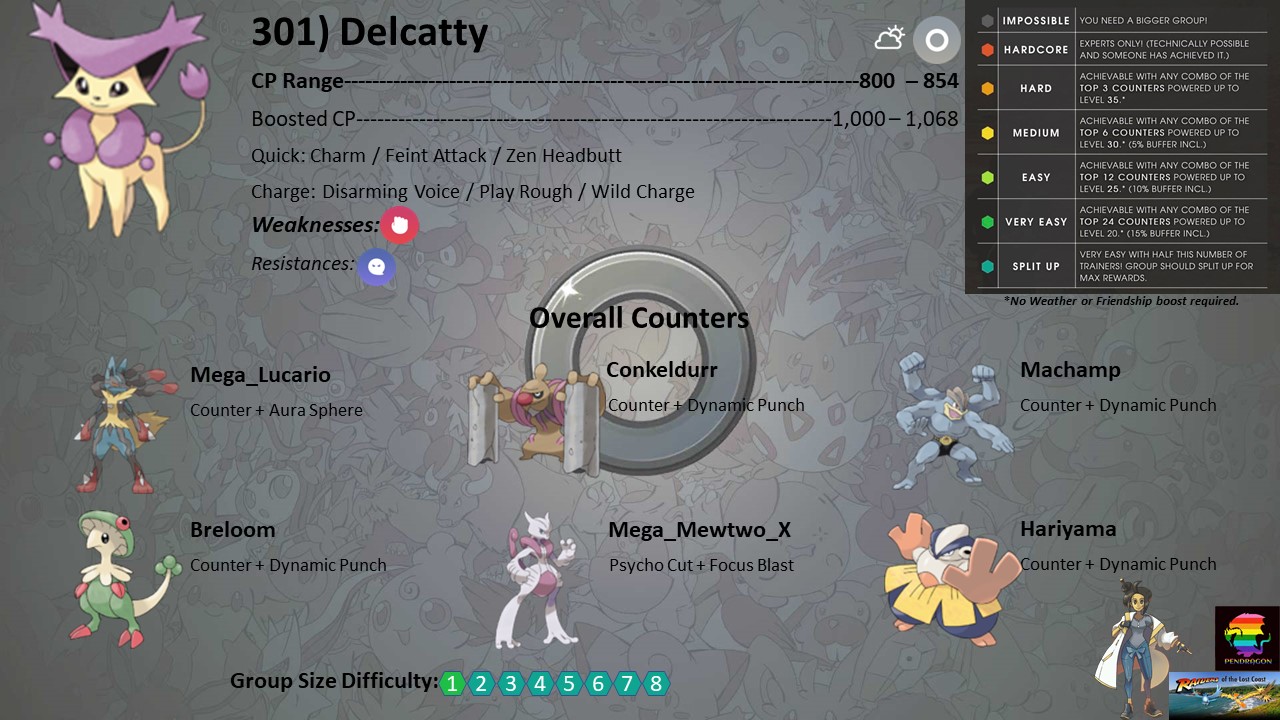 301) Delcatty
CP Range---------------------------------------------------------------------------800 – 854
Boosted CP---------------------------------------------------------------------1,000 – 1,068
Quick: Charm / Feint Attack / Zen Headbutt
Charge: Disarming Voice / Play Rough / Wild Charge
Weaknesses:
Resistances:
IMPOSSIBLE YOU NEED A BIGGER GROUP!
HARDCORE EXPERTS ONLY! (TECHNICALLY POSSIBLE
AND SOMEONE HAS ACHIEVED IT.)
HARD ACHIEVABLE WITH ANY COMBO OF THE
TOP 3 COUNTERS POWERED UP TO
LEVEL 35.*
MEDIUM ACHIEVABLE WITH ANY COMBO OF THE
TOP 6 COUNTERS POWERED UP TO
LEVEL 30.* (5% BUFFER INCL.)
EASY ACHIEVABLE WITH ANY COMBO OF THE
TOP 12 COUNTERS POWERED UP TO
LEVEL 25.* (10% BUFFER INCL.)
VERY EASY ACHIEVABLE WITH ANY COMBO OF THE
TOP 24 COUNTERS POWERED UP TO
LEVEL 20.* (15% BUFFER INCL.)
SPLIT UP VERY EASY WITH HALF THIS NUMBER OF
TRAINERS! GROUP SHOULD SPLIT UP FOR
MAX REWARDS.
*No Weather or Friendship boost required.
Overall Counters
Mega_Lucario
Counter + Aura Sphere
Conkeldurr
Counter + Dynamic Punch
Machamp
Counter + Dynamic Punch
Breloom
Counter + Dynamic Punch
Mega_Mewtwo_X
Psycho Cut + Focus Blast
Hariyama
Counter + Dynamic Punch
Group Size Difficulty: 1 2 3 4 5 6 7 8
PENDRAGON
RAIDERS of the Lost Coast